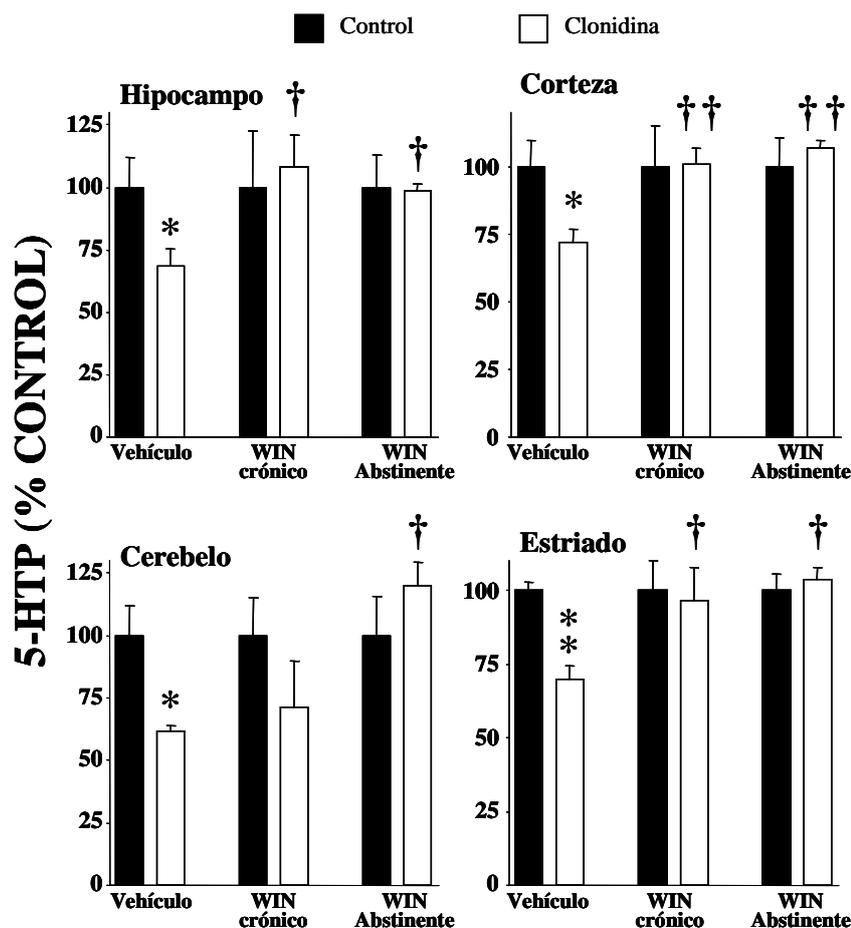 Control
Clonidina
5-HTP (% CONTROL)
Hipocampo
†
†
*
125
100
75
50
25
0
Vehículo
WIN
crónico
WIN
Abstinente
Corteza
† †
† †
*
100
75
50
25
0
Vehículo
WIN
crónico
WIN
Abstinente
Cerebelo
†
*
125
100
75
50
25
0
Vehículo
WIN
crónico
WIN
Abstinente
Estriado
†
†
*
*
100
75
50
25
0
Vehículo
WIN
crónico
WIN
Abstinente